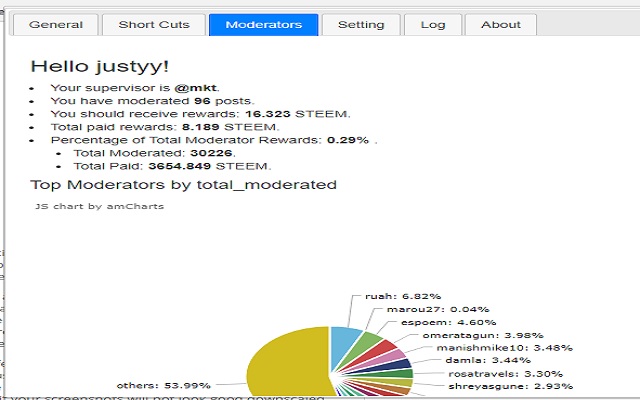 General Short Cuts Moderators Setting Log About
Hello justyy!
Your supervisor is @mkt.
You have moderated 96 posts.
You should receive rewards: 16.323 STEEM.
Total paid rewards: 8.189 STEEM.
Percentage of Total Moderator Rewards: 0.29% .
Total Moderated: 30226.
Total Paid: 3654.849 STEEM.
Top Moderators by total_moderated
JS chart by amCharts
ruah: 6.82%
marou27: 0.04%
espoem: 4.60%
omeratagun: 3.98%
manishmike10: 3.48%
damla: 3.44%
rosatravels: 3.30%
shreyasgune: 2.93%
others: 53.99%
your screenshots will not look good downscaled